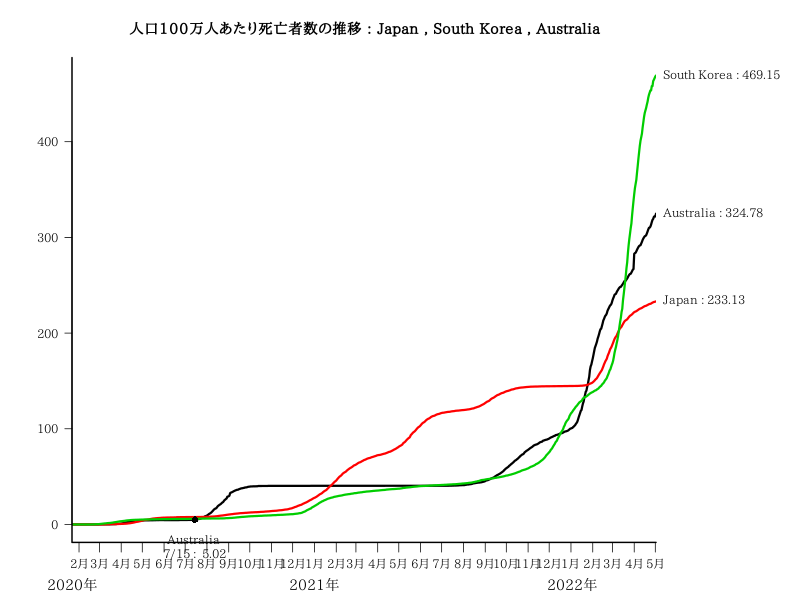 人口100万人あたり死亡者数の推移 : Japan , South Korea , Australia
South Korea : 469.15
400
Australia : 324.78
300
Japan : 233.13
200
100
0
Australia
7/15 : 5.02
2月 3月 4月 5月 6月 7月 8月 9月 10月 11月 12月 1月 2月 3月 4月 5月 6月 7月 8月 9月 10月 11月 12月 1月 2月 3月 4月 5月
2020年 2021年 2022年